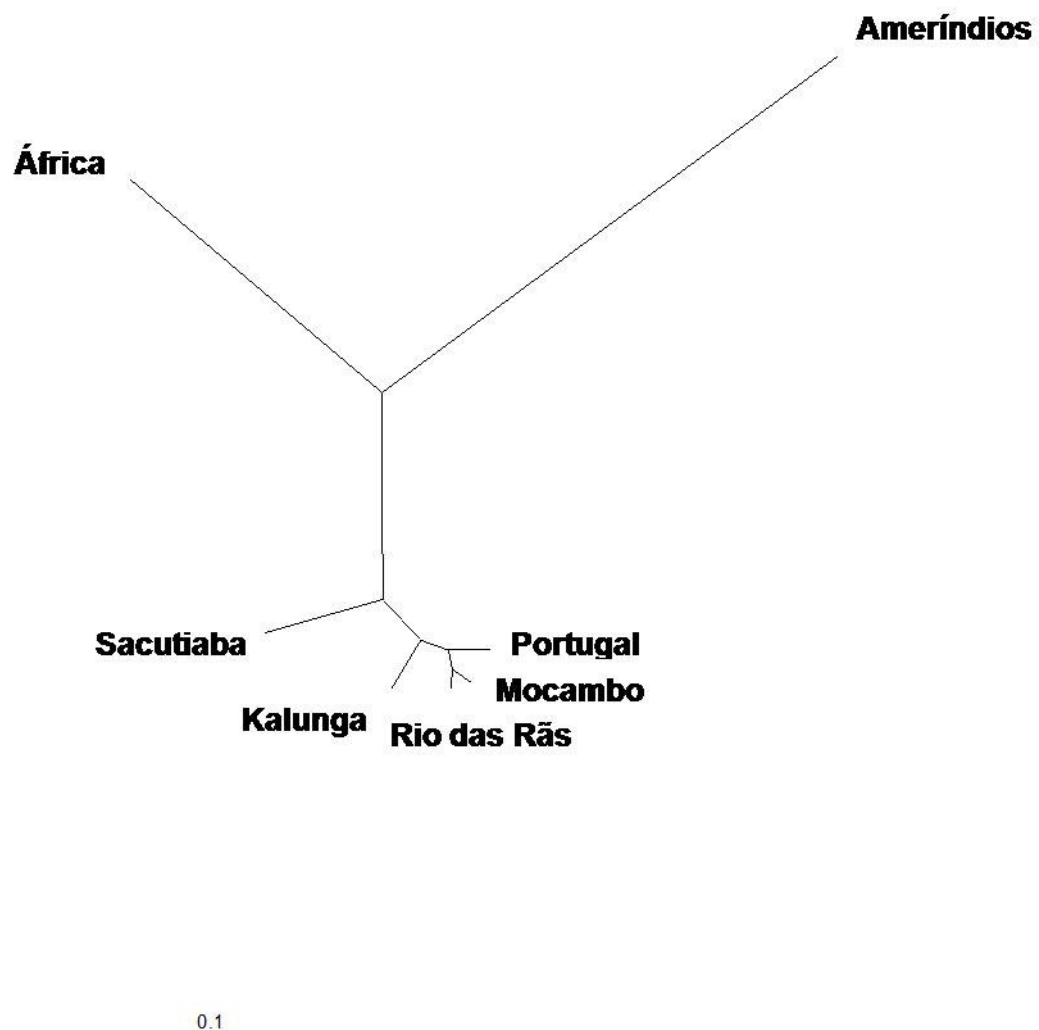 Ameríndios
África
Sacutiaba
Portugal
Mocambo
Kalunga
Rio das Rãs
0.1